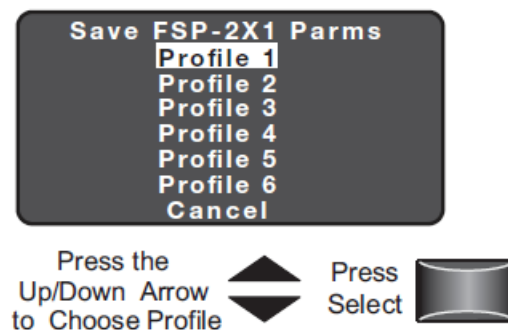 Save FSP-2X1 Parms
Profile 1
Profile 2
Profile 3
Profile 4
Profile 5
Profile 6
Cancel
Press the
Up/Down Arrow
to Choose Profile
Press
Select